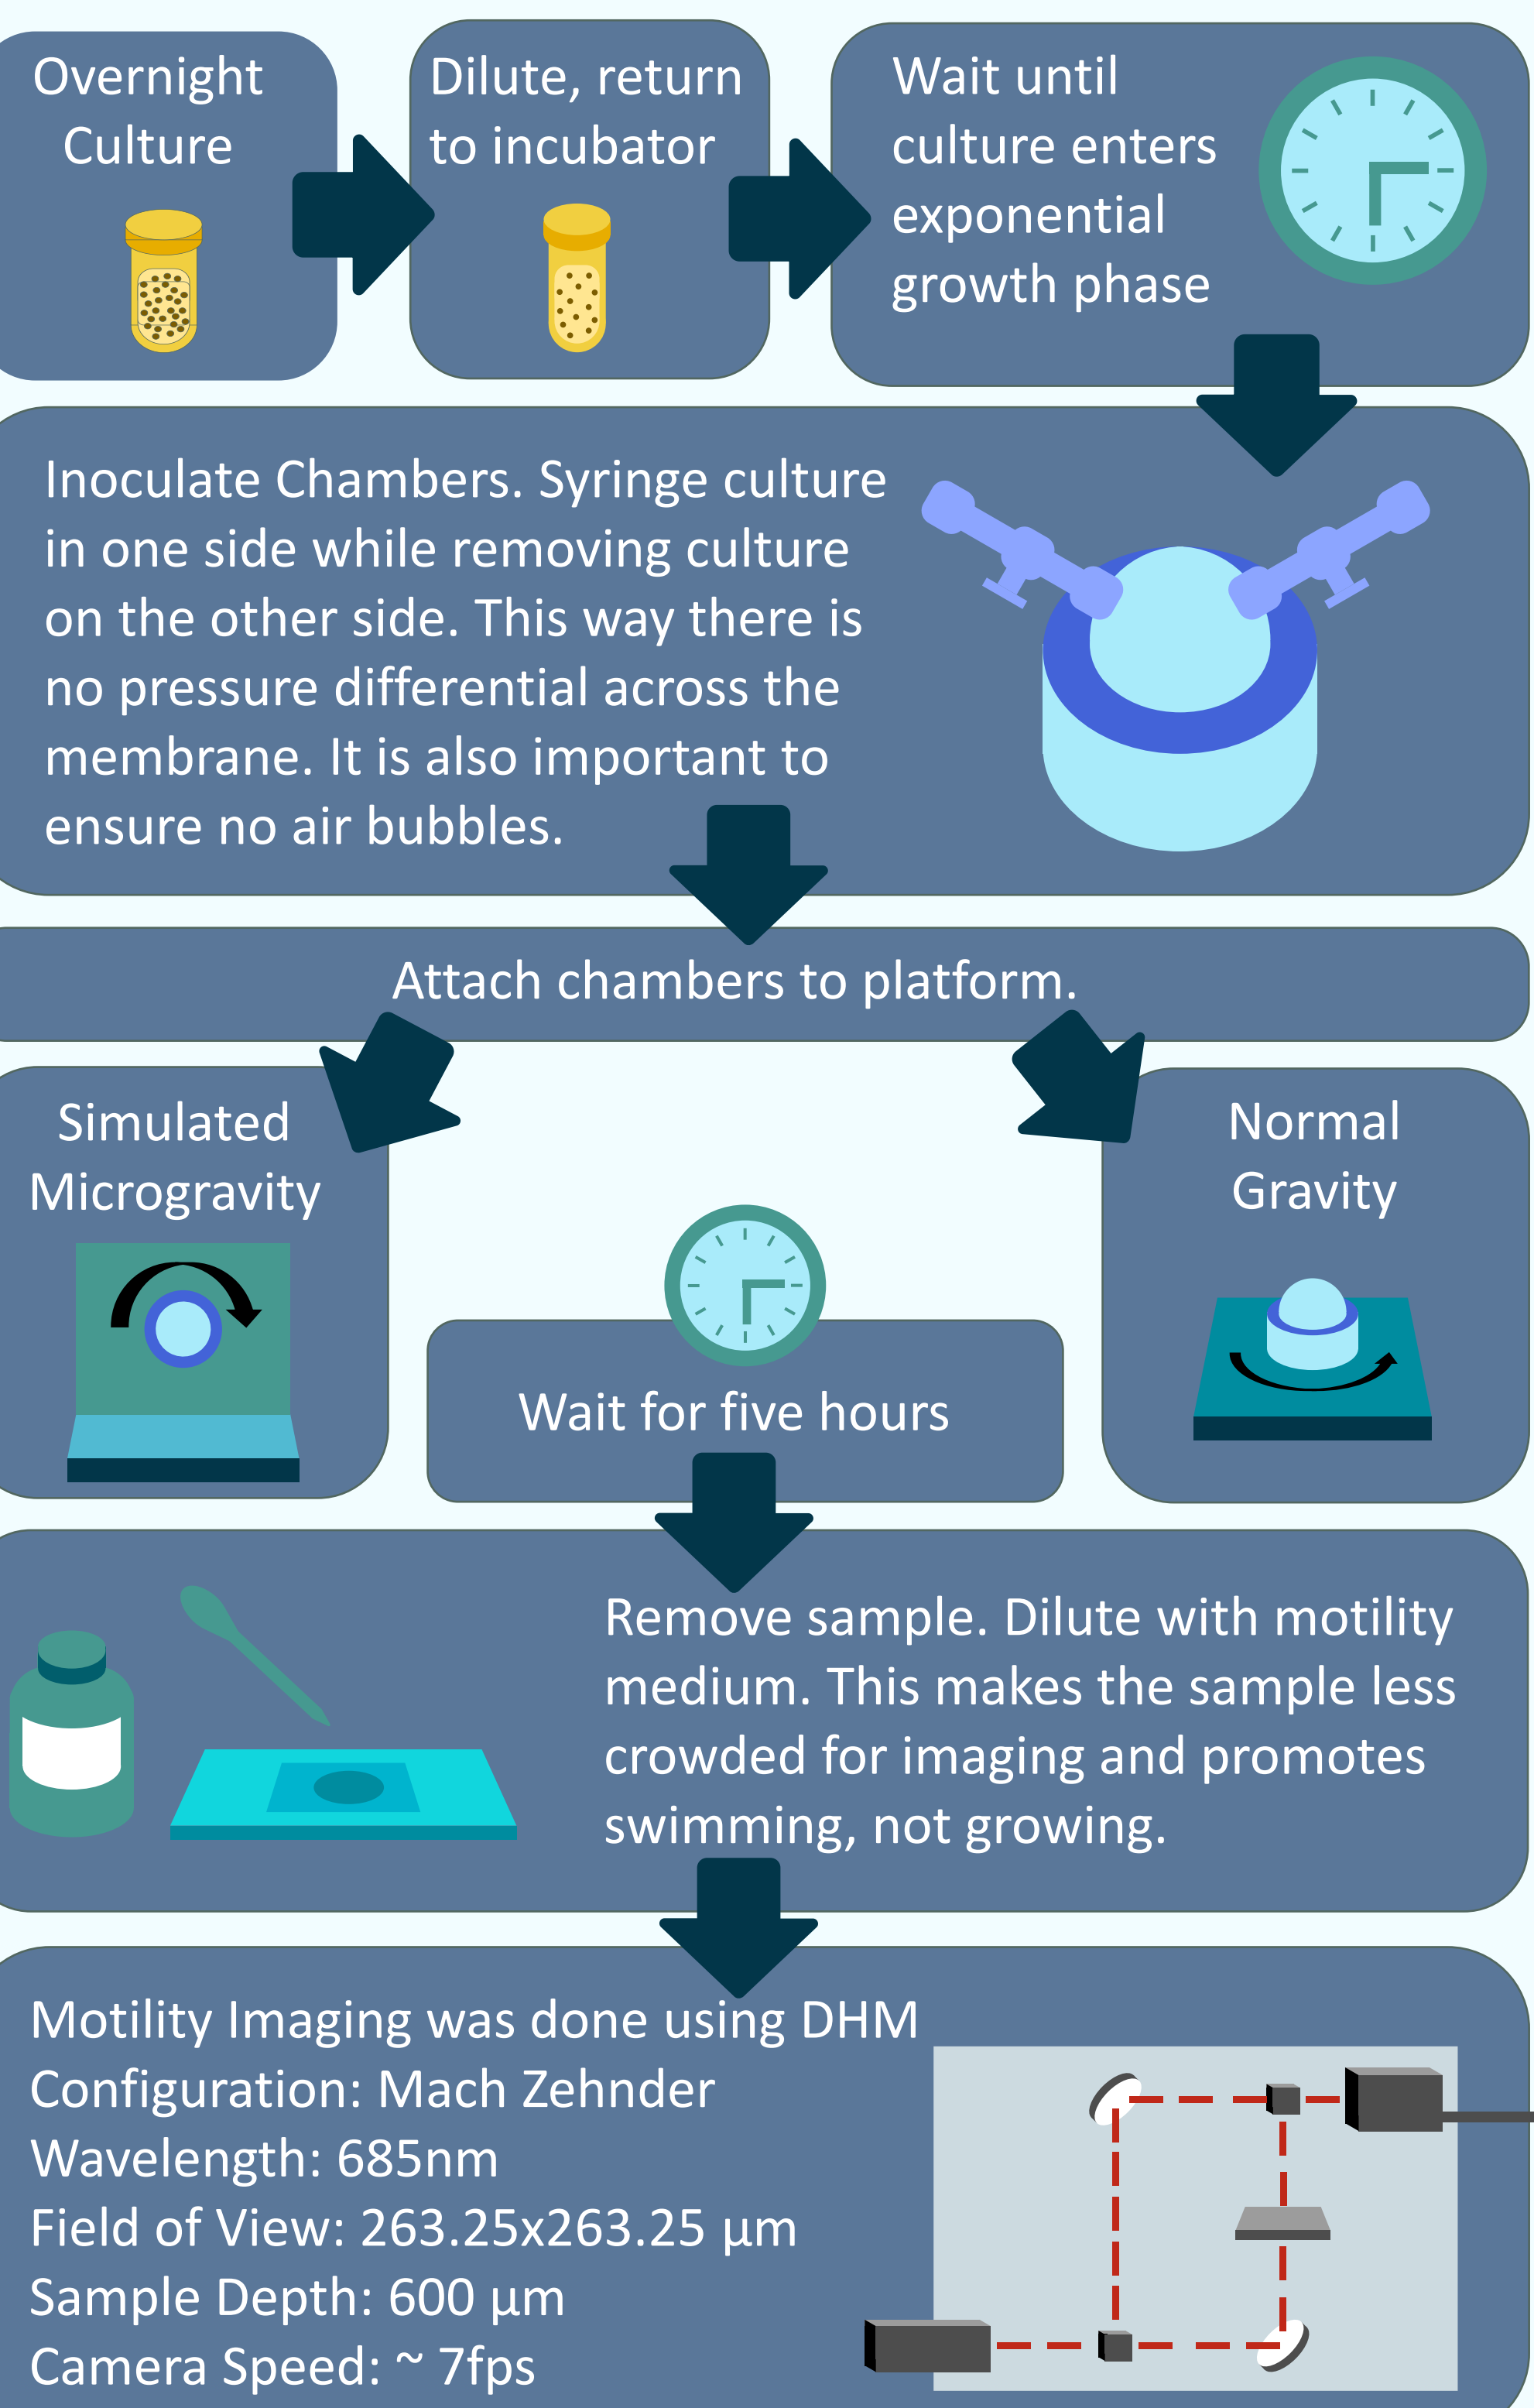 Overnight
Culture
Dilute, return
to incubator
Wait until
culture enters
exponential
growth phase
Inoculate Chambers. Syringe culture
in one side while removing culture
on the other side. This way there is
no pressure differential across the
membrane. It is also important to
ensure no air bubbles.
Attach chambers to platform.
Simulated
Microgravity
Normal
Gravity
Wait for five hours
Remove sample. Dilute with motility
medium. This makes the sample less
crowded for imaging and promotes
swimming, not growing.
Motility Imaging was done using DHM
Configuration: Mach Zehnder
Wavelength: 685nm
Field of View: 263.25x263.25 µm
Sample Depth: 600 µm
Camera Speed: ~ 7fps